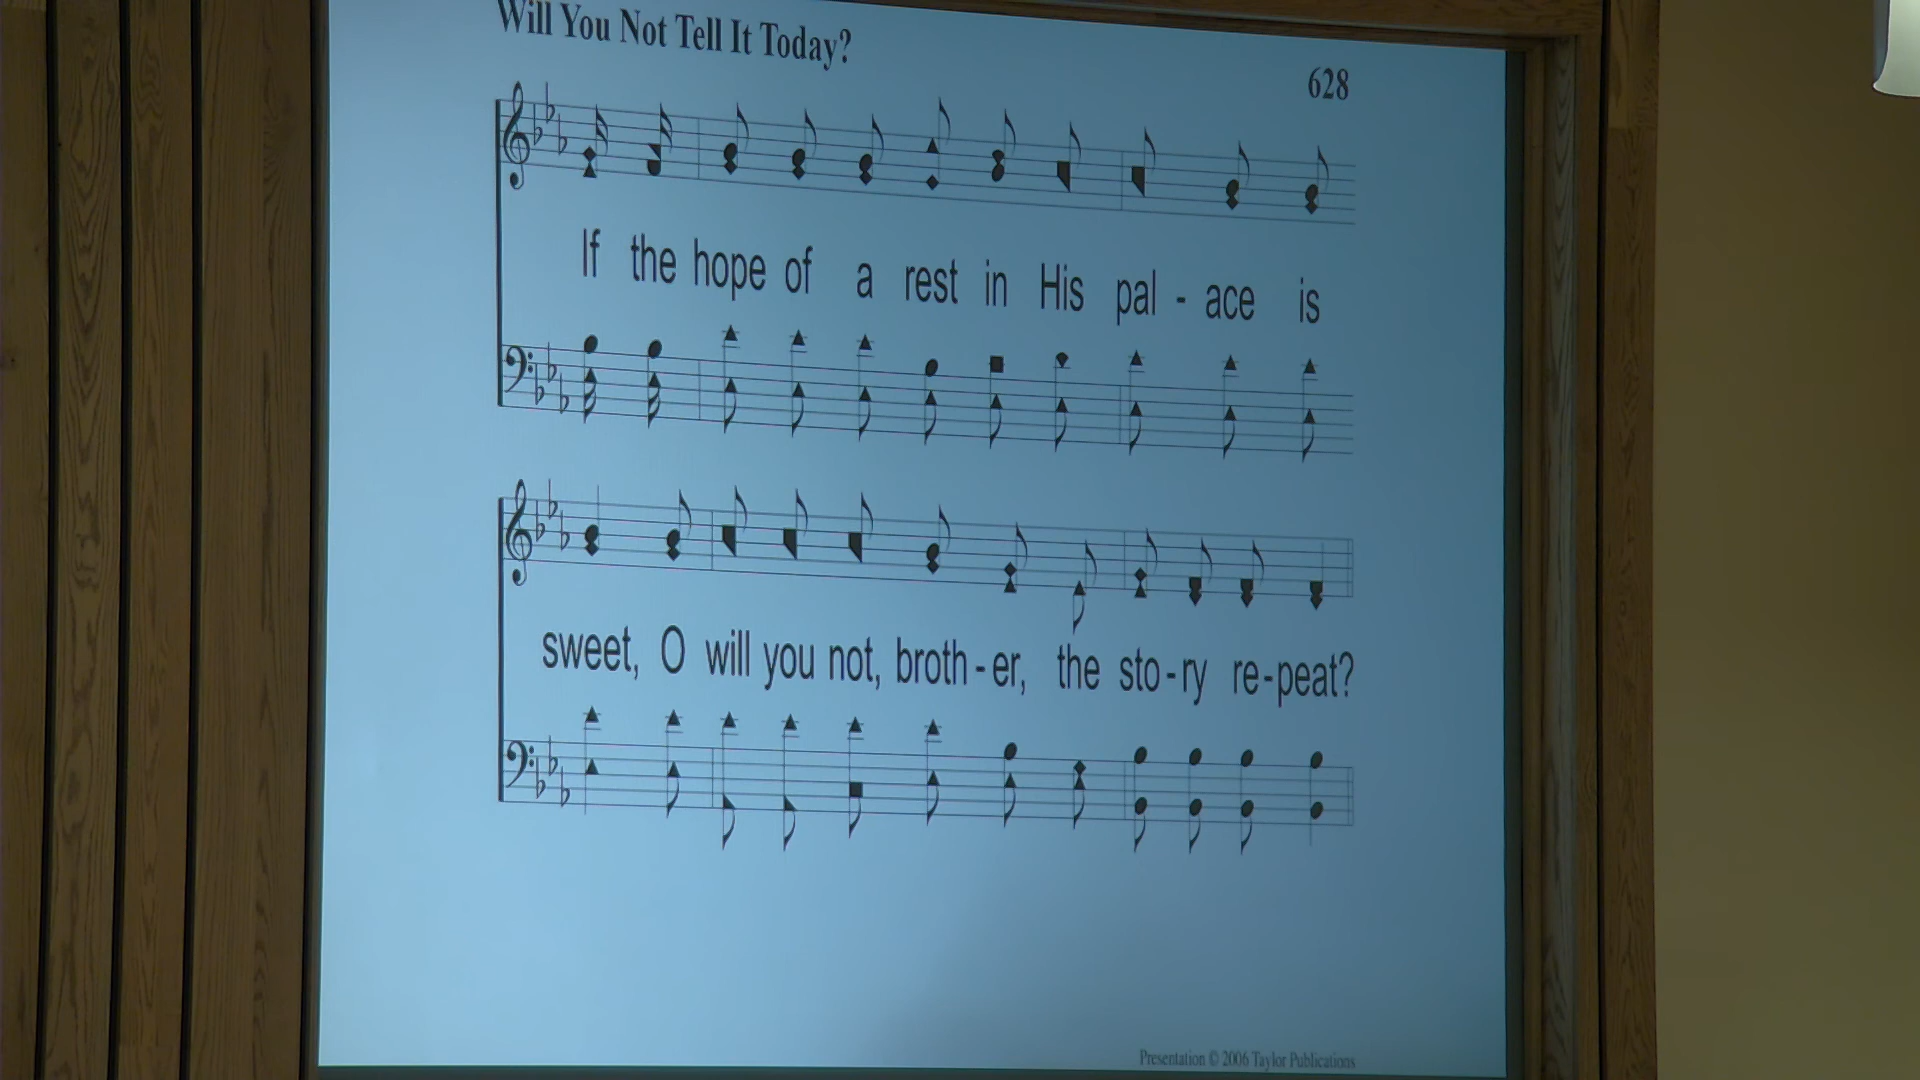 Will You Not Tell It Today?
628
If the hope of a rest in His pal - ace is
sweet, O will you not, broth - er, the sto - ry re - peat?
Presentation © 2006 Taylor Publications